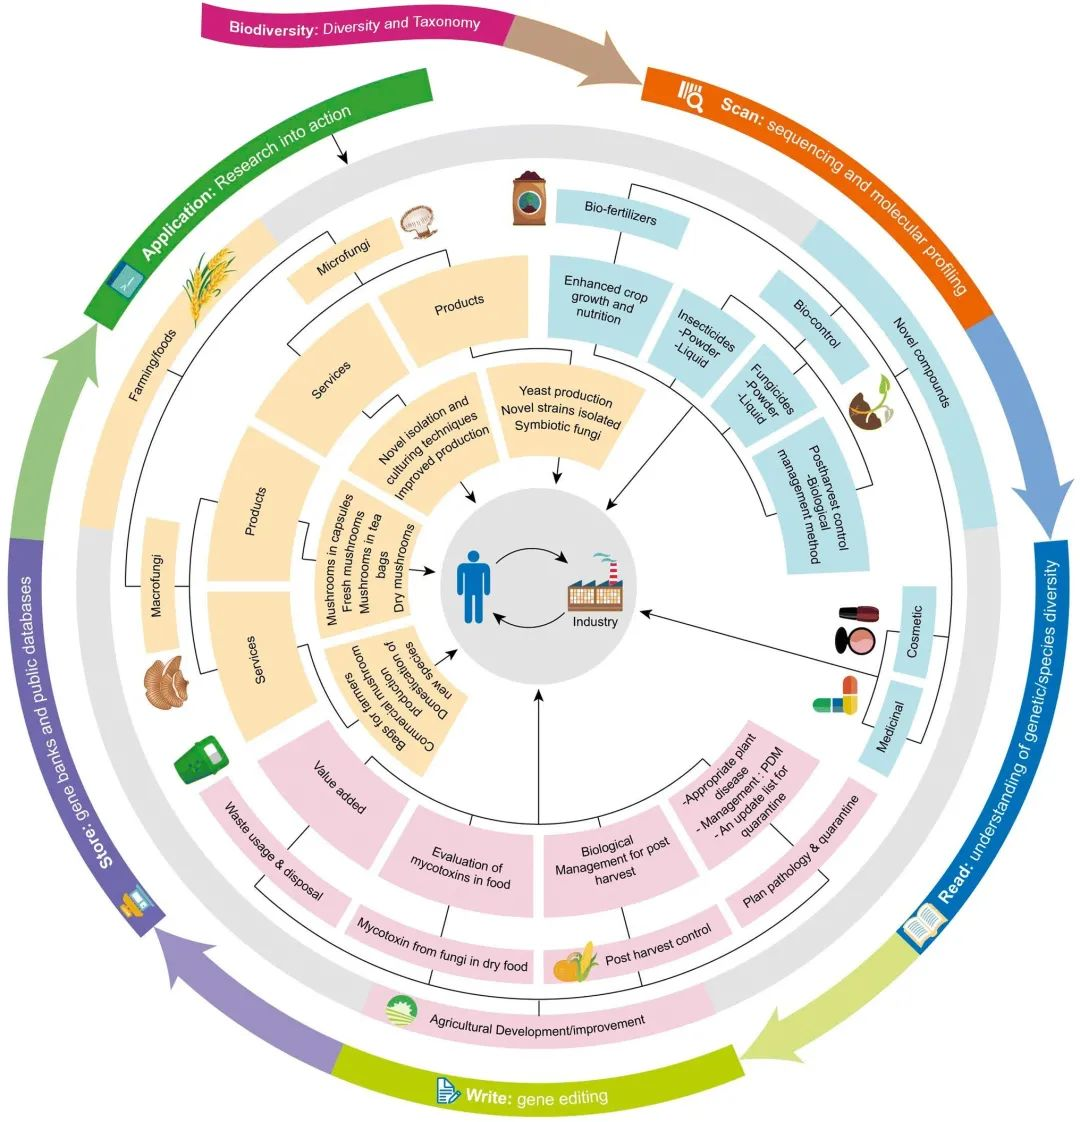 Biodiversity: Diversity and Taxonomy
Scan: sequencing and molecular profiling
Read: understanding of genetic/species diversity
Write: gene editing
Store: gene banks and public databases
Application: Research into action
Farming/foods
Microfungi
Products
Services
Novel isolation and
culturing techniques
Improved production
Yeast production
Novel strains isolated
Symbiotic fungi
Macrofungi
Products
Services
Mushrooms in capsules
Fresh mushrooms
Mushrooms in tea
bags
Dry mushrooms
Bags for farmers
Commercial mushroom
production
Domestication of
new species
Novel compounds
Bio-fertilizers
Enhanced crop
growth and
nutrition
Bio-control
Insecticides
-Powder
-Liquid
Fungicides
-Powder
-Liquid
Postharvest control
-Biological
management method
Cosmetic
Medicinal
Industry
Agricultural Development/improvement
Waste usage & disposal
Value added
Mycotoxin from fungi in dry food
Evaluation of
mycotoxins in food
Post harvest control
Biological
Management for post
harvest
Plan pathology & quarantine
-Appropriate plant
disease
- Management : PDM
- An update list for
quarantine